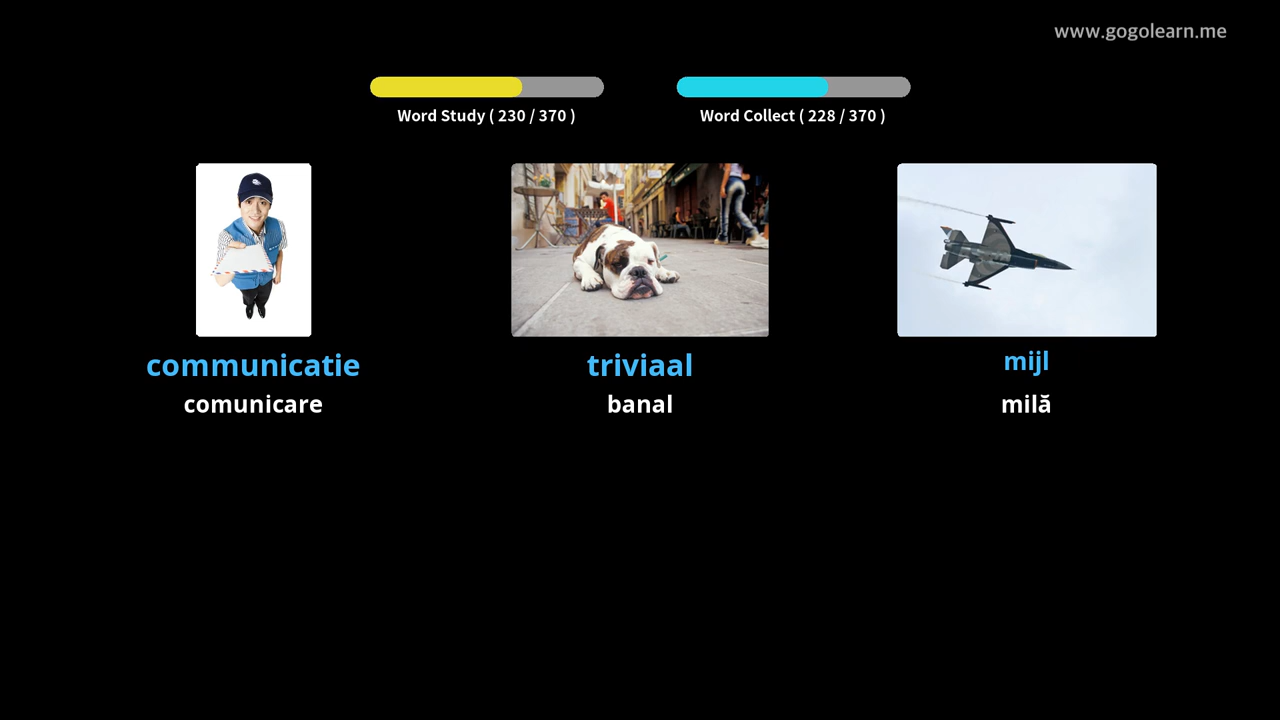 www.gogolearn.me
Word Study ( 230 / 370 )
Word Collect ( 228 / 370 )
communicatie
comunicare
triviaal
banal
mijl
milă